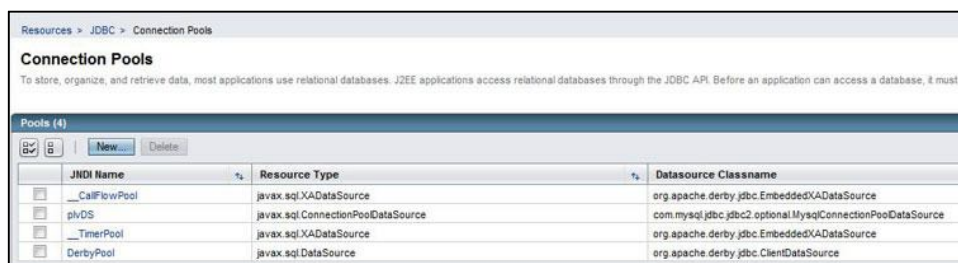 Resources > JDBC > Connection Pools
Connection Pools
To store, organize, and retrieve data, most applications use relational databases. J2EE applications access relational databases through the JDBC API. Before an application can access a database, it must
Pools (4)
New... Delete
JNDI Name Resource Type Datasource Classname
__CallFlowPool javax.sql.XADataSource org.apache.derby.jdbc.EmbeddedXADataSource
plvDS javax.sql.ConnectionPoolDataSource com.mysql.jdbc.jdbc2.optional.MysqlConnectionPoolDataSource
__TimerPool javax.sql.XADataSource org.apache.derby.jdbc.EmbeddedXADataSource
DerbyPool javax.sql.DataSource org.apache.derby.jdbc.ClientDataSource